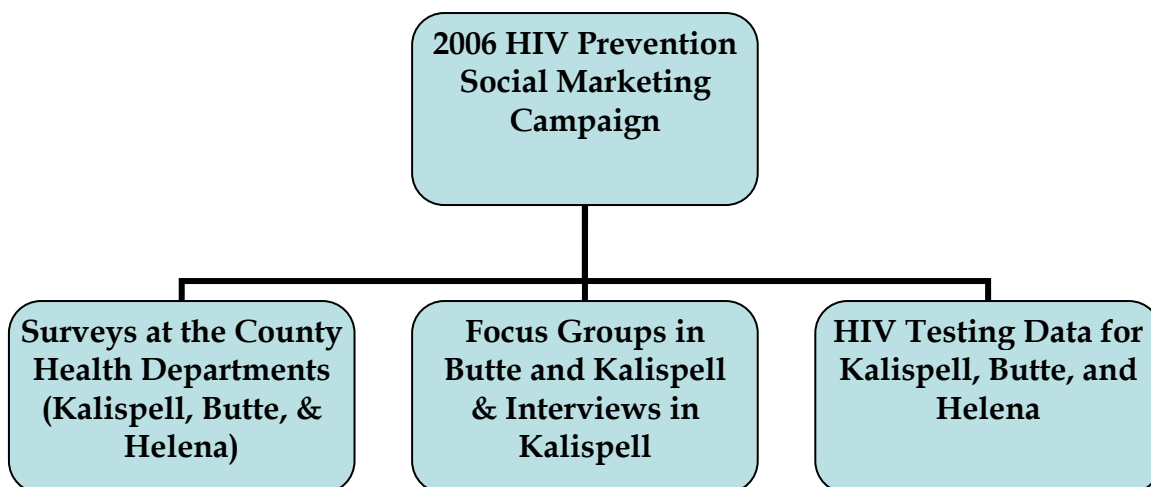 2006 HIV Prevention
Social Marketing
Campaign
Surveys at the County
Health Departments
(Kalispell, Butte, &
Helena)
Focus Groups in
Butte and Kalispell
& Interviews in
Kalispell
HIV Testing Data for
Kalispell, Butte, and
Helena